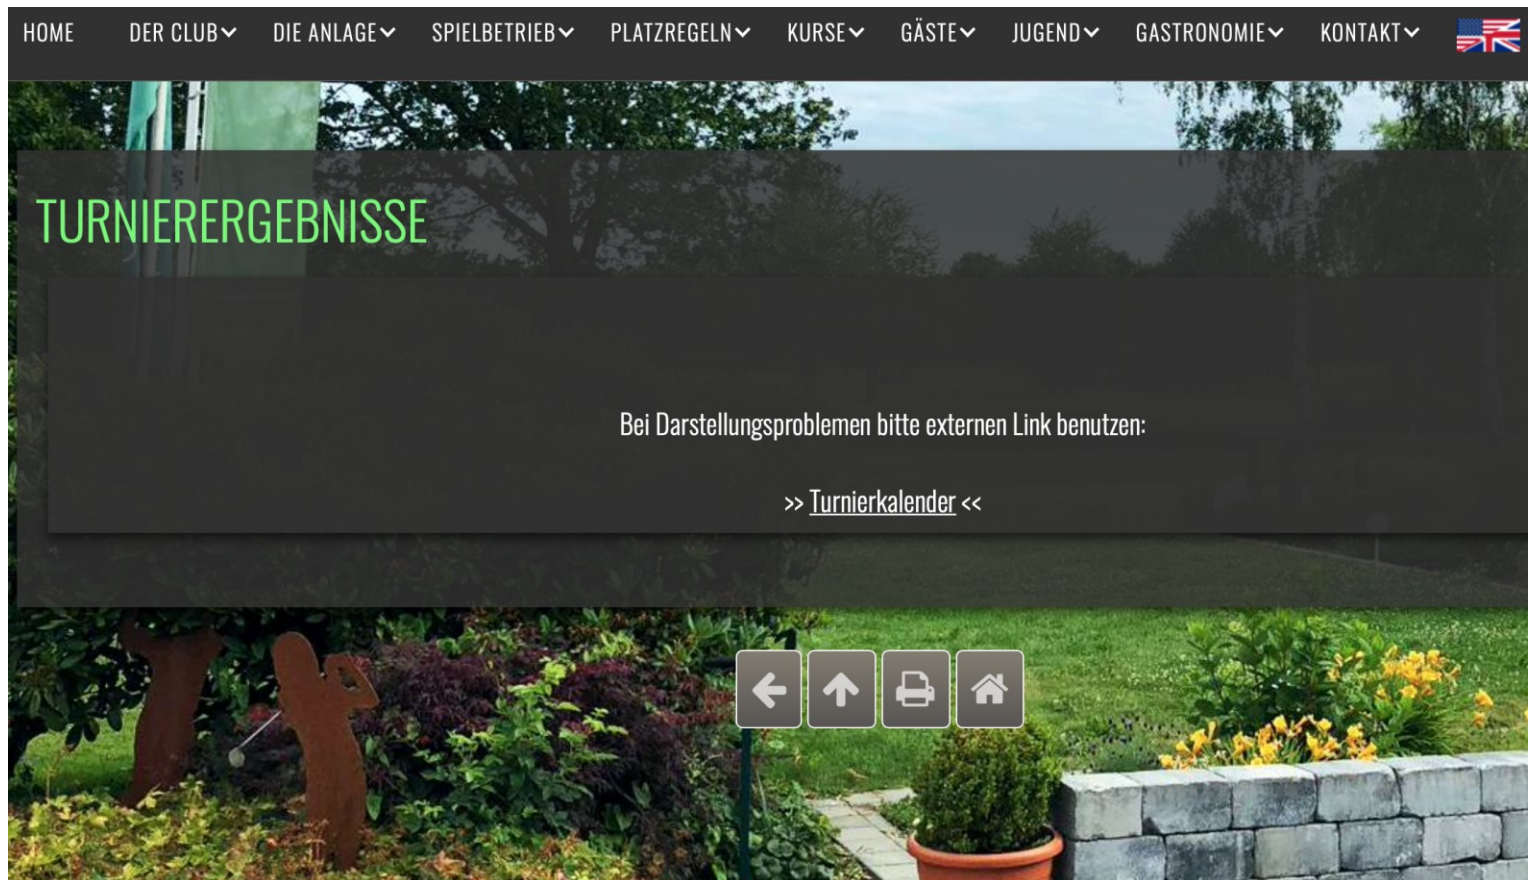 HOME DER CLUB DIE ANLAGE SPIELBETRIEB PLATZREGELN KURSE GÄSTE JUGEND GASTRONOMIE KONTAKT
TURNIERERGEBNISSE
Bei Darstellungsproblemen bitte externen Link benutzen:
>> Turnierkalender <<